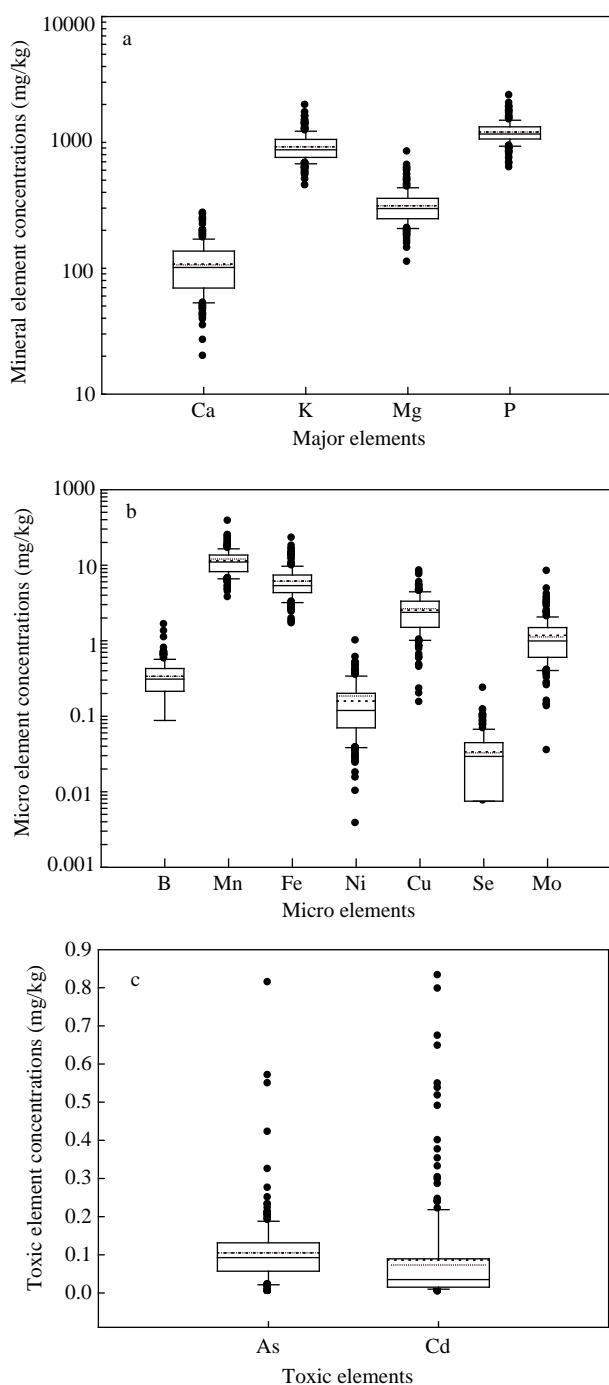 a
Mineral element concentrations (mg/kg)
10000
1000
100
10
Ca K Mg P
Major elements
b
Micro element concentrations (mg/kg)
1000
10
1
0.1
0.01
0.001
B Mn Fe Ni Cu Se Mo
Micro elements
c
Toxic element concentrations (mg/kg)
0.9
0.8
0.7
0.6
0.5
0.4
0.3
0.2
0.1
0.0
As Cd
Toxic elements